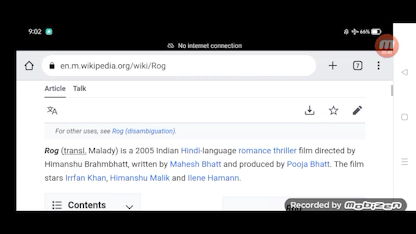 9:02
66%
No internet connection
en.m.wikipedia.org/wiki/Rog
7
Article Talk
For other uses, see Rog (disambiguation).
Rog (transl. Malady) is a 2005 Indian Hindi-language romance thriller film directed by
Himanshu Brahmbhatt, written by Mahesh Bhatt and produced by Pooja Bhatt. The film
stars Irrfan Khan, Himanshu Malik and Ilene Hamann.
Contents
Recorded by Mobizen